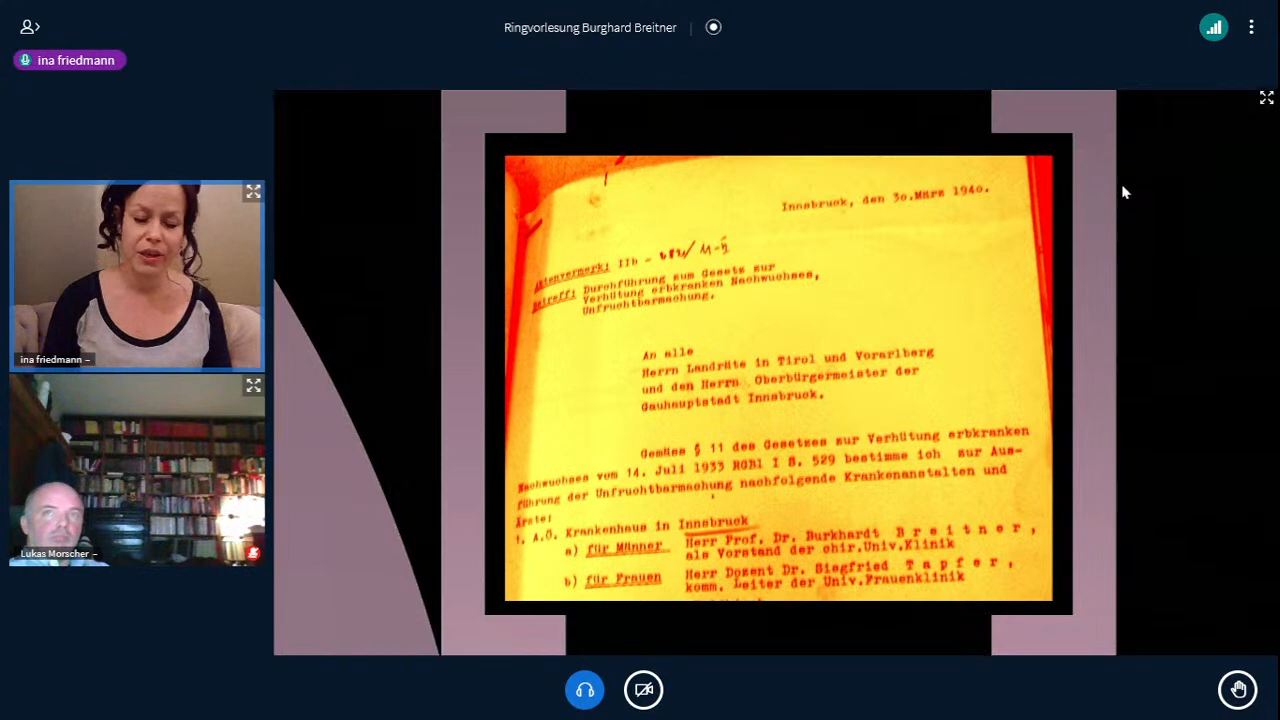 Ringvorlesung Burghard Breitner
ina friedmann
ina friedmann
Lukas Morscher
Innsbruck, den 30.März 1940.
Aktenvermerk: IIb -
Betreff: Durchführung zum Gesetz zur
Verhütung erbkranken Nachwuchses,
Unfruchtbarmachung.
An alle
Herrn Landräte in Tirol und Vorarlberg
und den Herrn Oberbürgermeister der
Gauhauptstadt Innsbruck.
Gemäss § 11 des Gesetzes zur Verhütung erbkranken
Nachwuchses vom 14. Juli 1933 RGBl I S. 529 bestimme ich zur Aus-
führung der Unfruchtbarmachung nachfolgende Krankenanstalten und
Ärzte:
1. A.Ö. Krankenhaus in Innsbruck
a) für Männer Herr Prof. Dr. Burkhardt Breitner,
als Vorstand der chir.Univ.Klinik
b) für Frauen Herr Dozent Dr. Siegfried Tapfer,
komm. Leiter der Univ.Frauenklinik